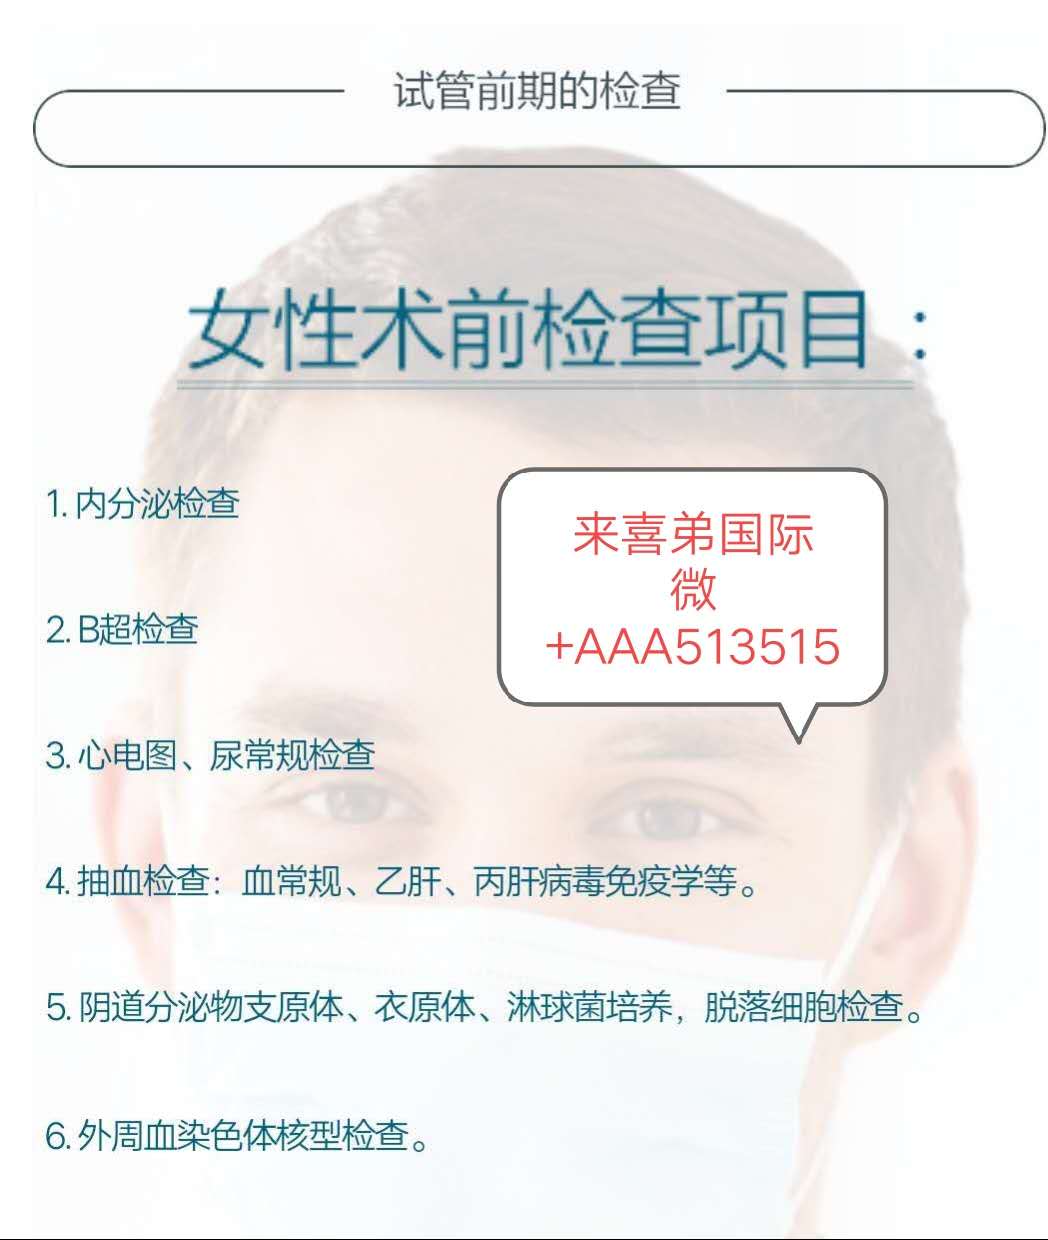 试管前期的检查
女性术前检查项目：
1. 内分泌检查
来喜弟国际
微
+AAA513515
2. B超检查
3. 心电图、尿常规检查
4. 抽血检查：血常规、乙肝、丙肝病毒免疫学等。
5. 阴道分泌物支原体、衣原体、淋球菌培养，脱落细胞检查。
6. 外周血染色体核型检查。